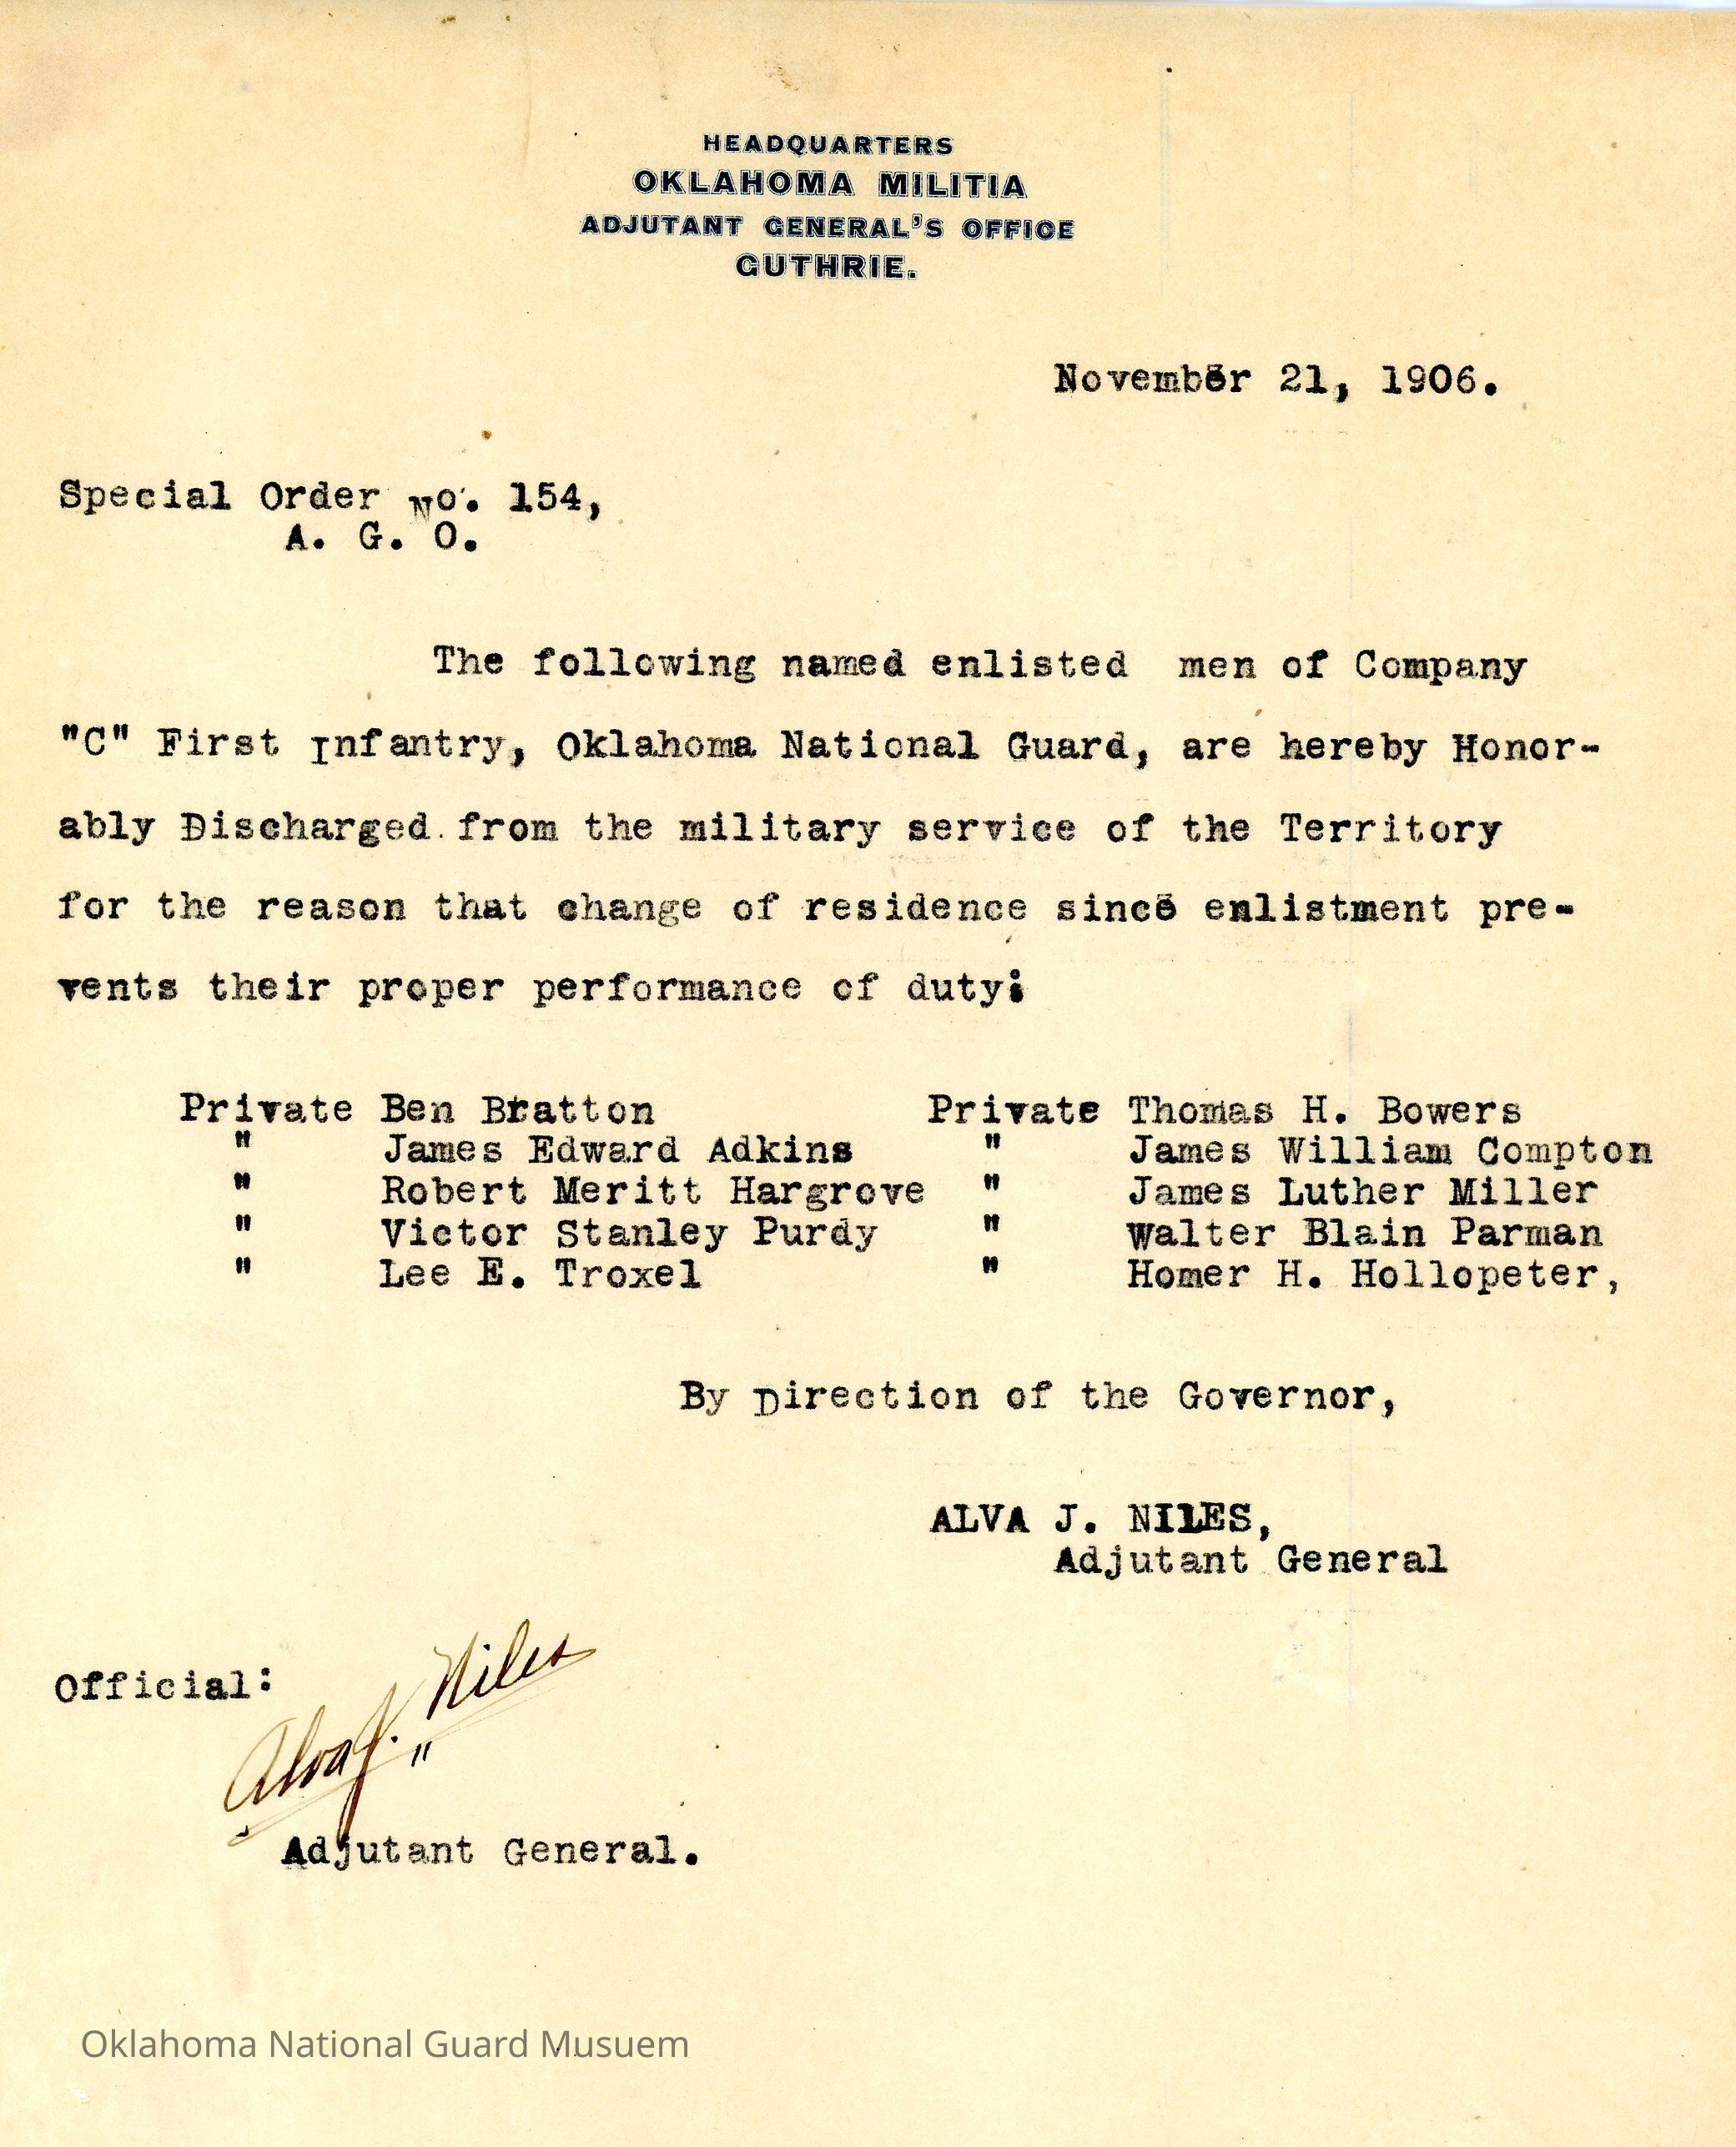 HEADQUARTERS
OKLAHOMA MILITIA
ADJUTANT GENERAL'S OFFICE
GUTHRIE.
November 21, 1906.
Special Order No. 154,
A. G. O.
The following named enlisted men of Company
"C" First Infantry, Oklahoma National Guard, are hereby Honor-
ably Discharged from the military service of the Territory
for the reason that change of residence since enlistment pre-
vents their proper performance of duty:
Private Ben Bratton Private Thomas H. Bowers
" James Edward Adkins " James William Compton
" Robert Meritt Hargrove " James Luther Miller
" Victor Stanley Purdy " Walter Blain Parman
" Lee E. Troxel " Homer H. Hollopeter,
By Direction of the Governor,
ALVA J. NILES,
Adjutant General
Official:
Alva J. Niles
Adjutant General.
Oklahoma National Guard Musuem